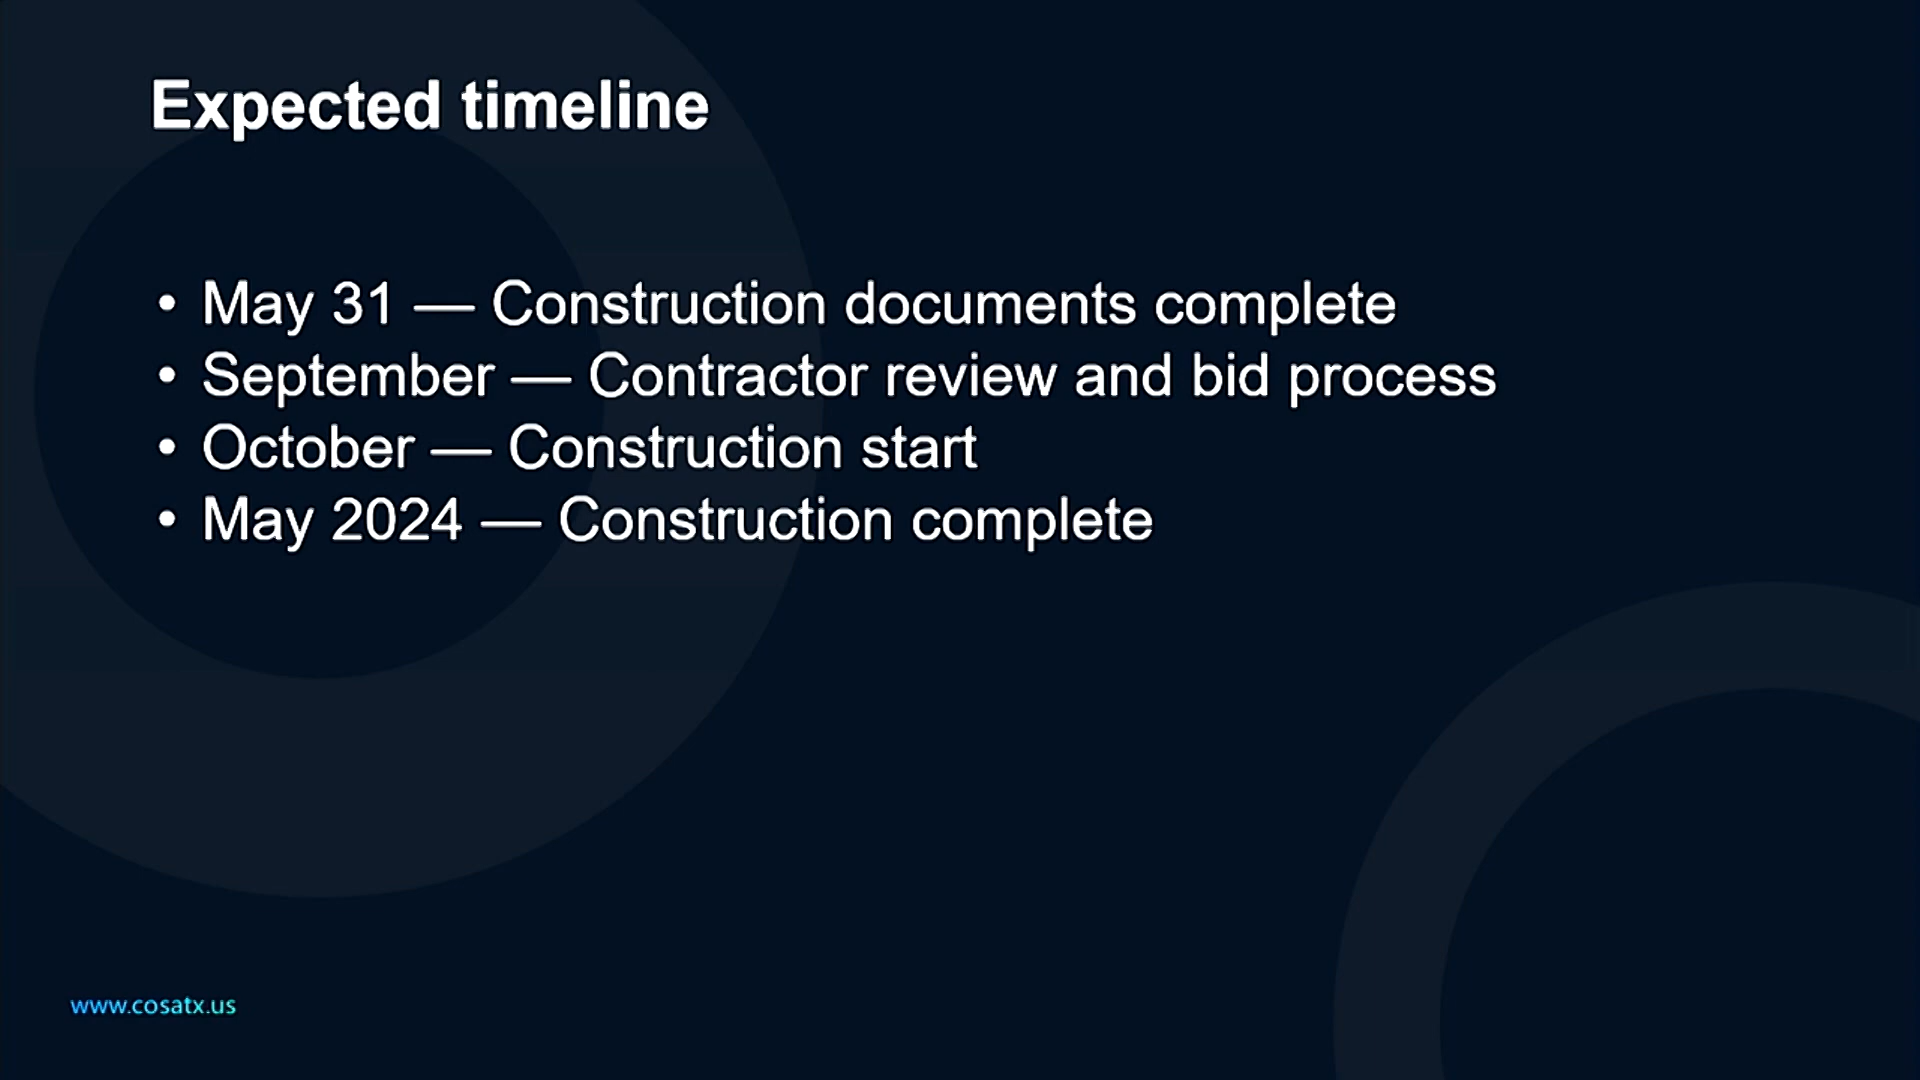 Expected timeline
• May 31 — Construction documents complete
• September — Contractor review and bid process
• October — Construction start
• May 2024 — Construction complete
www.cosatx.us